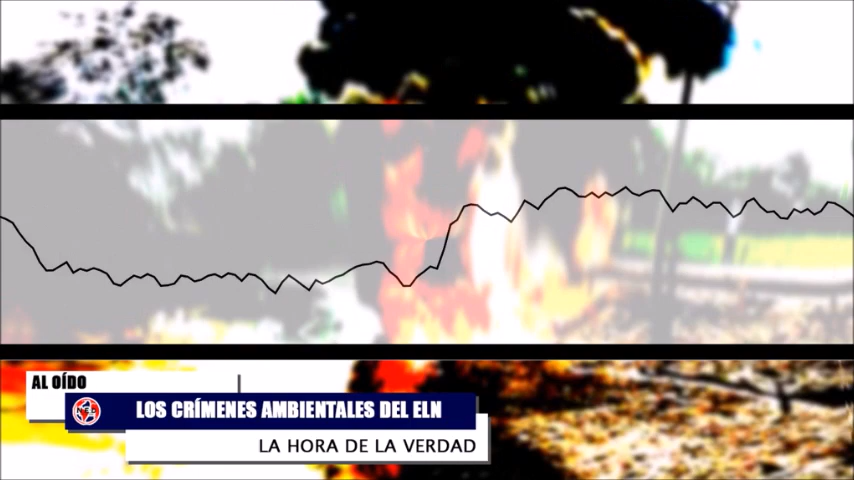 AL OÍDO
LOS CRÍMENES AMBIENTALES DEL ELN
LA HORA DE LA VERDAD